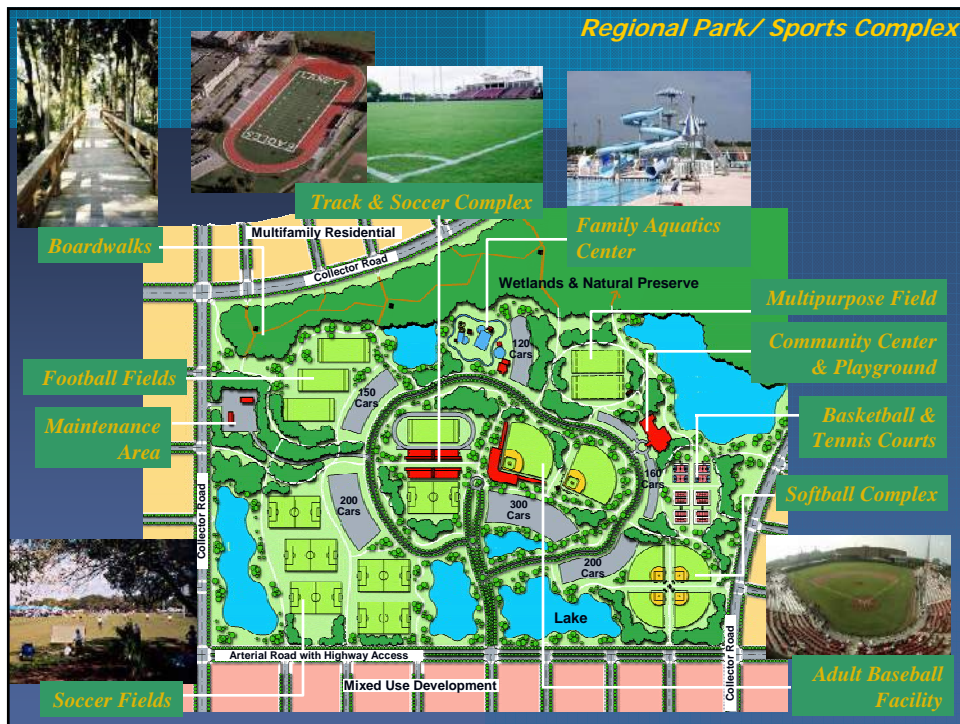 Regional Park/ Sports Complex
EAGLES
Track & Soccer Complex
Family Aquatics
Center
Boardwalks
Multifamily Residential
Collector Road
Wetlands & Natural Preserve
Multipurpose Field
Community Center
& Playground
120
Cars
Football Fields
150
Cars
Maintenance
Area
Basketball &
Tennis Courts
160
Cars
Softball Complex
200
Cars
300
Cars
Collector Road
200
Cars
Lake
Collector Road
Arterial Road with Highway Access
Mixed Use Development
Soccer Fields
Adult Baseball
Facility